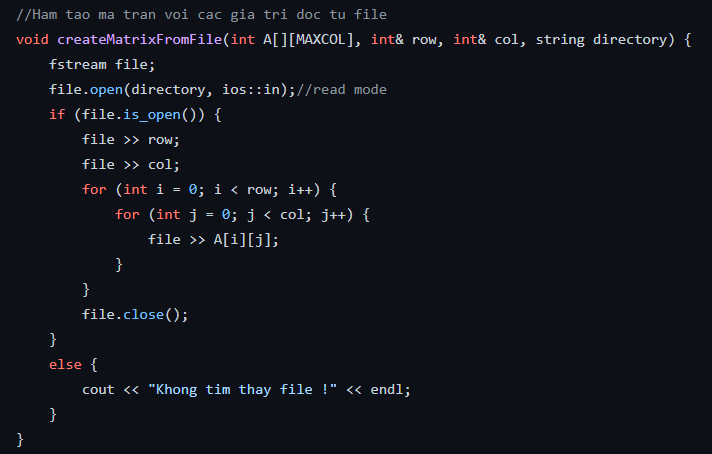 //Ham tao ma tran voi cac gia tri doc tu file
void createMatrixFromFile(int A[][MAXCOL], int& row, int& col, string directory) {
    fstream file;
    file.open(directory, ios::in);//read mode
    if (file.is_open()) {
        file >> row;
        file >> col;
        for (int i = 0; i < row; i++) {
            for (int j = 0; j < col; j++) {
                file >> A[i][j];
            }
        }
        file.close();
    }
    else {
        cout << "Khong tim thay file !" << endl;
    }
}